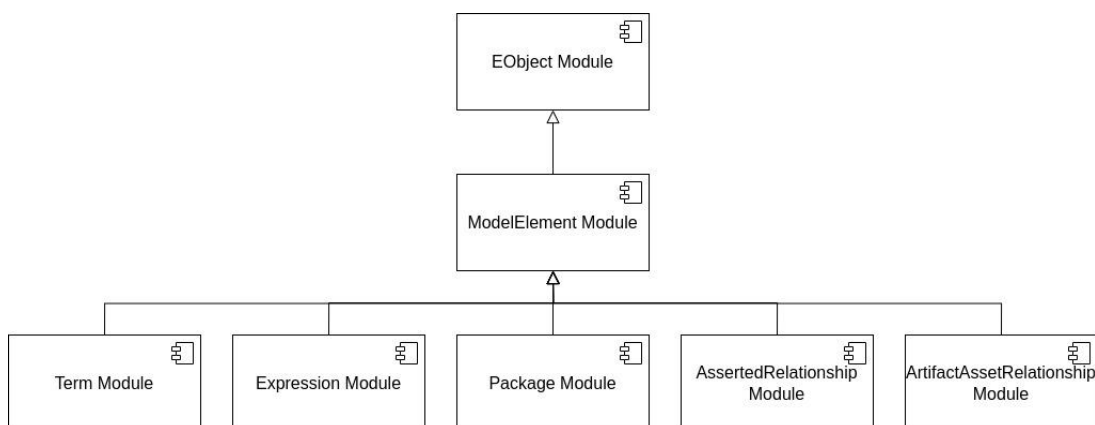 EObject Module
ModelElement Module
Term Module
Expression Module
Package Module
AssertedRelationship
Module
ArtifactAssetRelationship
Module